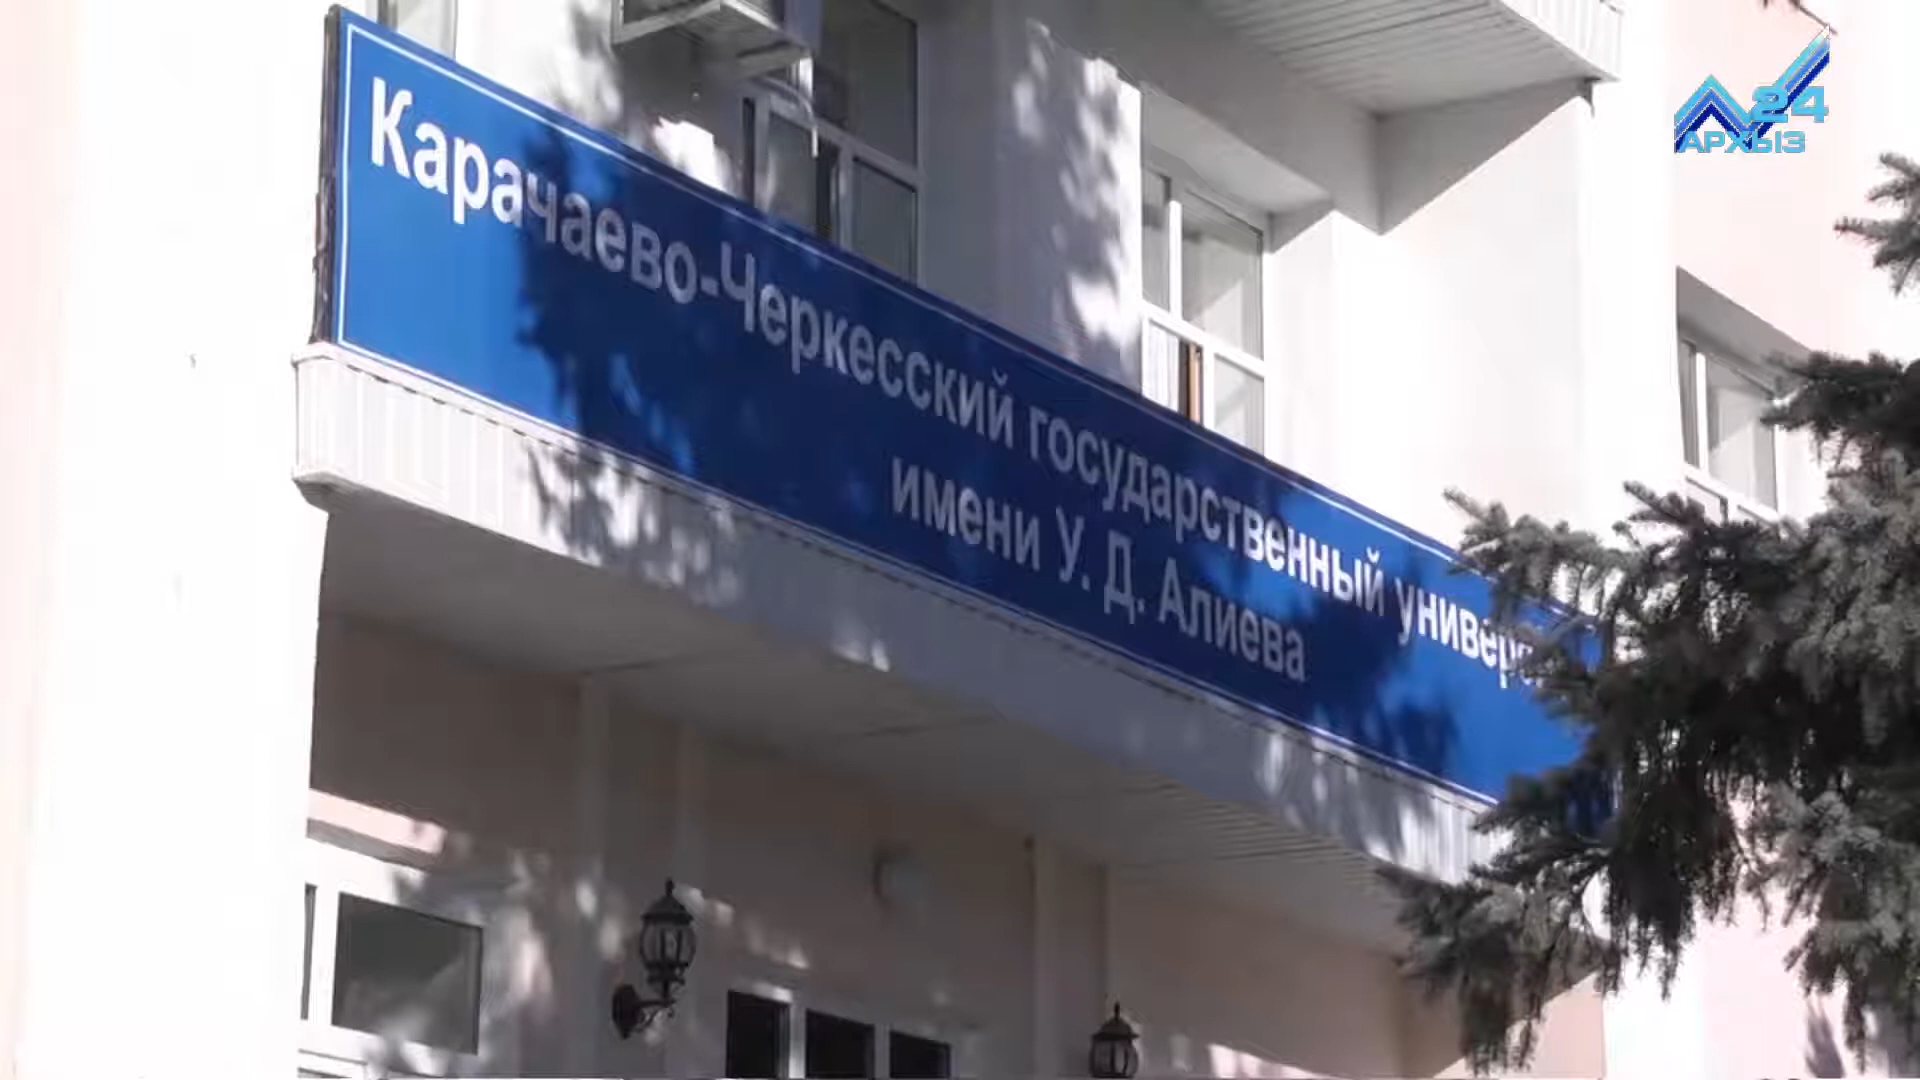 Карачаево-Черкесский государственный
имени У. Д. Алиева
24
АРХЫЗ